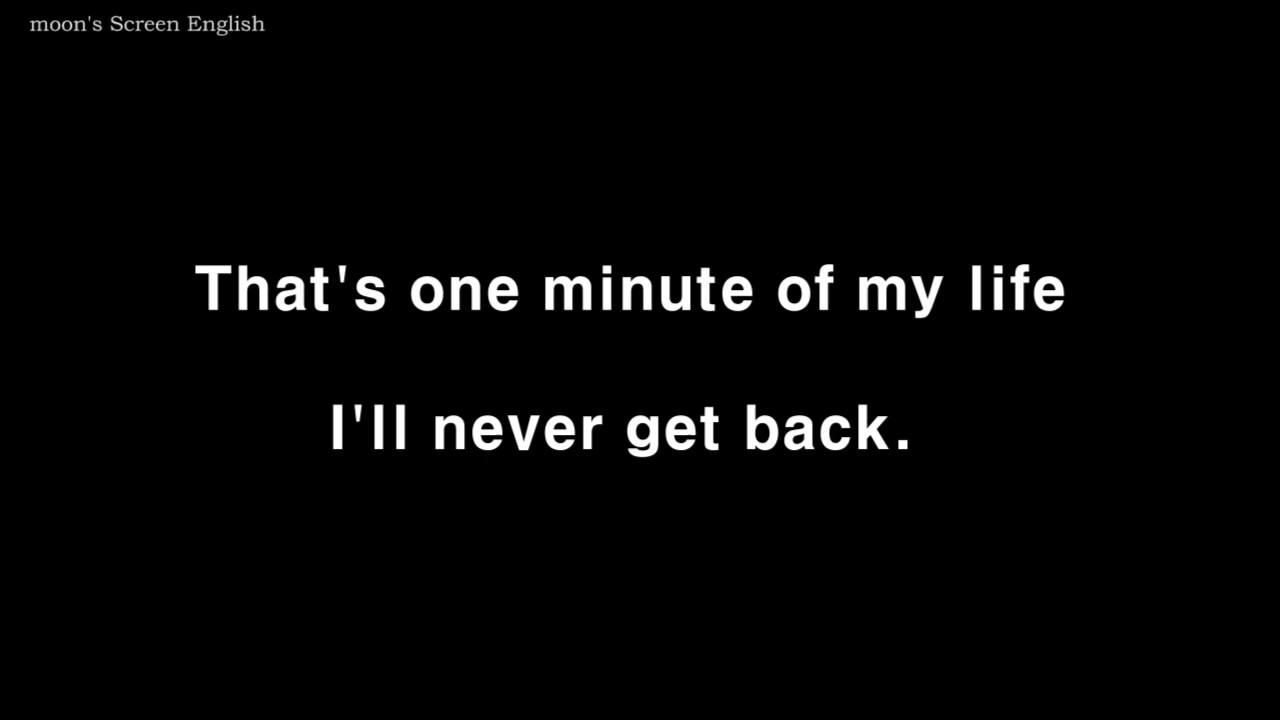 moon's Screen English
That's one minute of my life
I'll never get back.